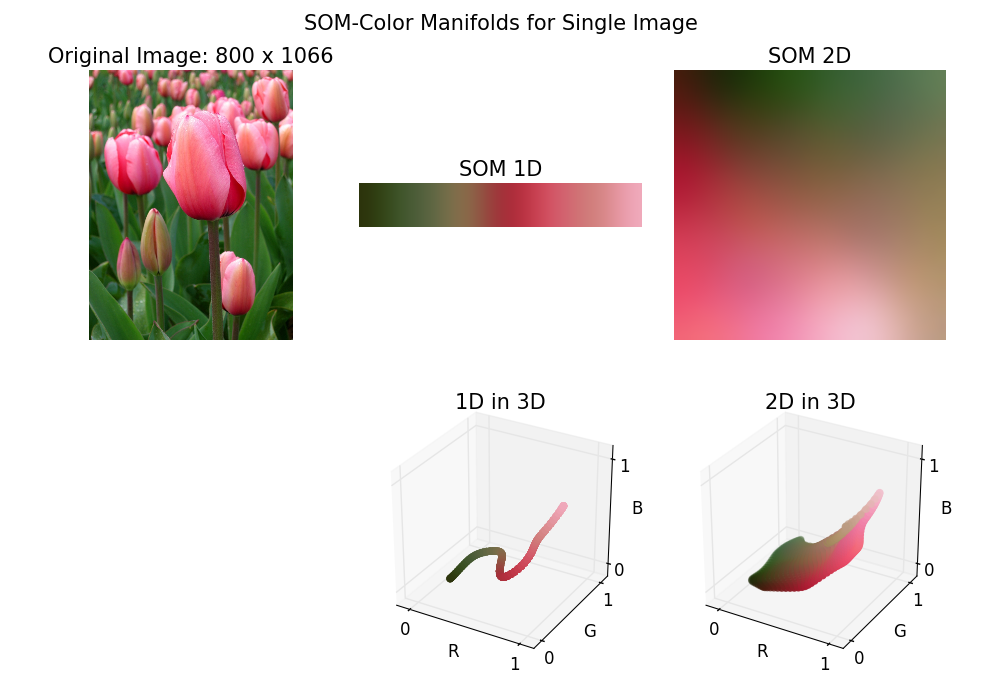 SOM-Color Manifolds for Single Image
Original Image: 800 x 1066
SOM 1D
SOM 2D
1D in 3D
1
B
0
1
G
0
0
R
1
2D in 3D
1
B
0
1
G
0
0
R
1